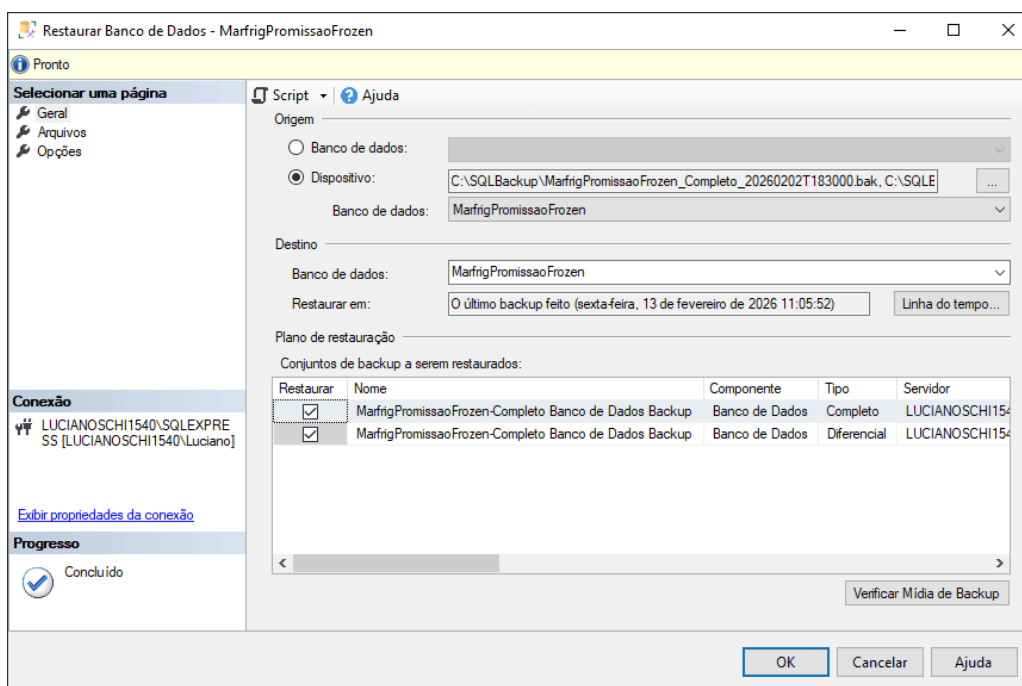 Restaurar Banco de Dados - MarfrigPromissaoFrozen
Pronto
Selecionar uma página
Geral
Arquivos
Opções
Script
Ajuda
Origem
Banco de dados:
Dispositivo:
C:\SQLBackup\MarfrigPromissaoFrozen_Completo_20260202T183000.bak, C:\SQLE
...
Banco de dados:
MarfrigPromissaoFrozen
Destino
Banco de dados:
MarfrigPromissaoFrozen
Restaurar em:
O último backup feito (sexta-feira, 13 de fevereiro de 2026 11:05:52)
Linha do tempo...
Plano de restauração
Conjuntos de backup a serem restaurados:
Restaurar Nome Componente Tipo Servidor
MarfrigPromissaoFrozen-Completo Banco de Dados Backup Banco de Dados Completo LUCIANOSCHI154
MarfrigPromissaoFrozen-Completo Banco de Dados Backup Banco de Dados Diferencial LUCIANOSCHI154
Conexão
LUCIANOSCHI1540\SQLEXPRE
SS [LUCIANOSCHI1540\Luciano]
Exibir propriedades da conexão
Progresso
Concluído
Verificar Mídia de Backup
OK
Cancelar
Ajuda